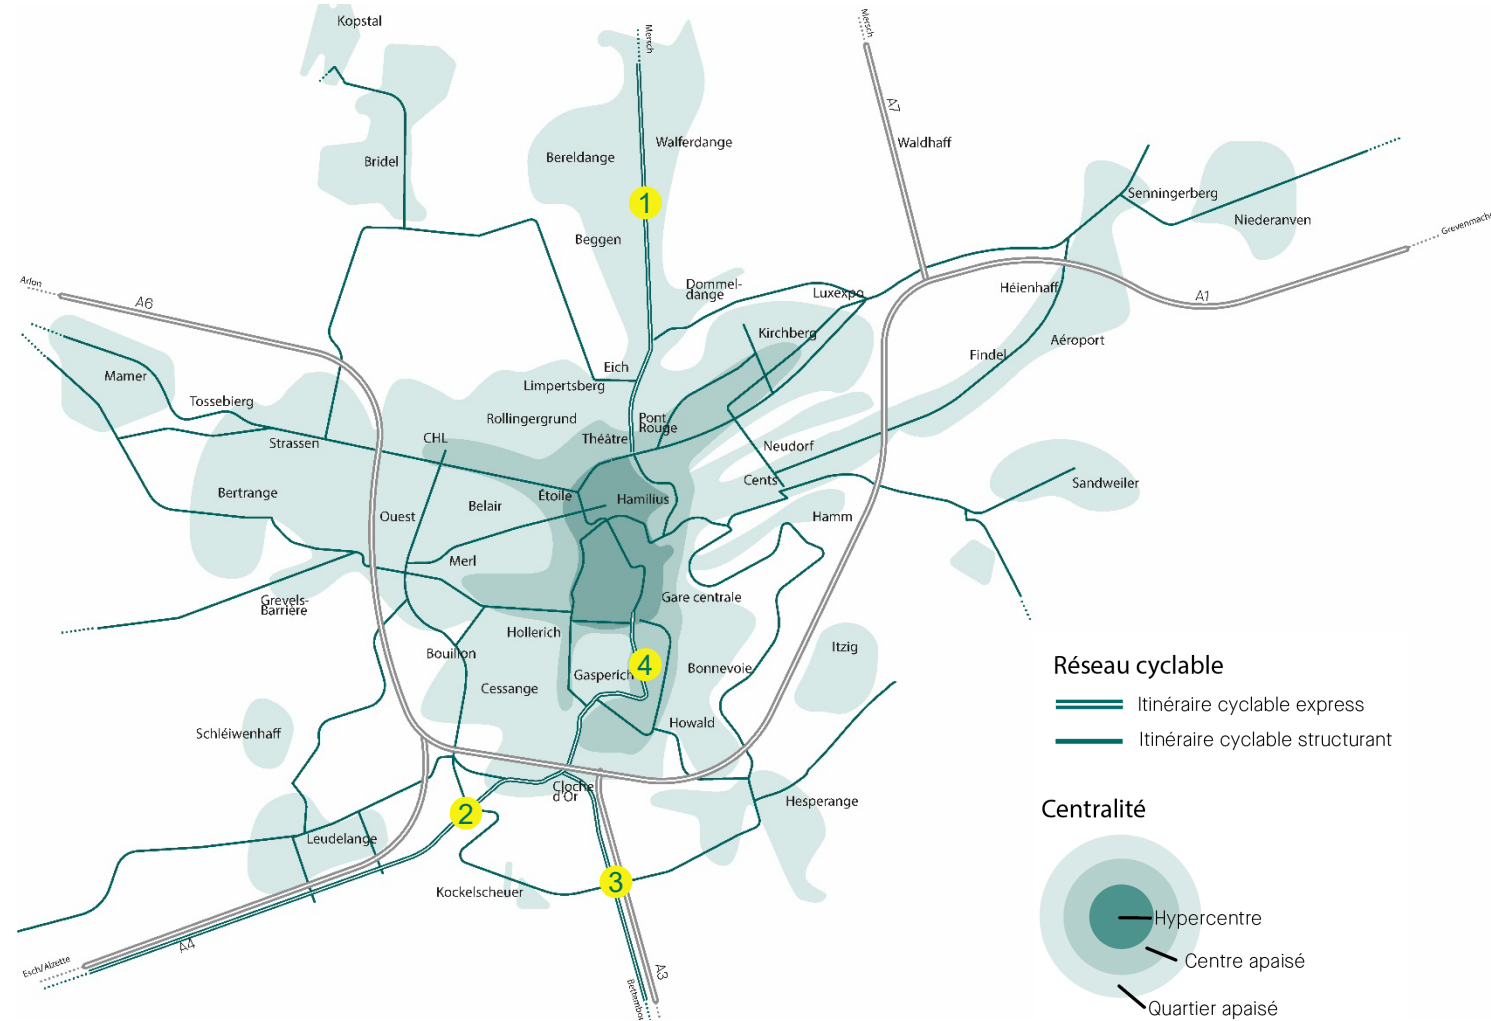 Kopstal
Mersch
Mersch
A7
Walferdange
Waldhaff
Bridel
Bereldange
Senningerberg
1
Niederanven
Beggen
Grevenmache
Arlon
A6
Dommel-
dange
Luxexpo
Héienhaff
A1
Kirchberg
Aéroport
Findel
Eich
Mamer
Limpertsberg
Tossebierg
Rollingergrund
Pont
Rouge
Strassen
CHL
Théâtre
Neudorf
Cents
Sandweiler
Bertrange
Étoile
Hamilius
Belair
Ouest
Hamm
Merl
Grevels-
Barrière
Gare centrale
Hollerich
Itzig
Bouillon
4
Gasperich
Bonnevoie
Cessange
Howald
Schléiwenhaff
Cloche
d'Or
Hesperange
2
Leudelange
3
Kockelscheuer
A4
Esch/Alzette
A3
Réseau cyclable
Itinéraire cyclable express
Itinéraire cyclable structurant
Centralité
Hypercentre
Centre apaisé
Quartier apaisé